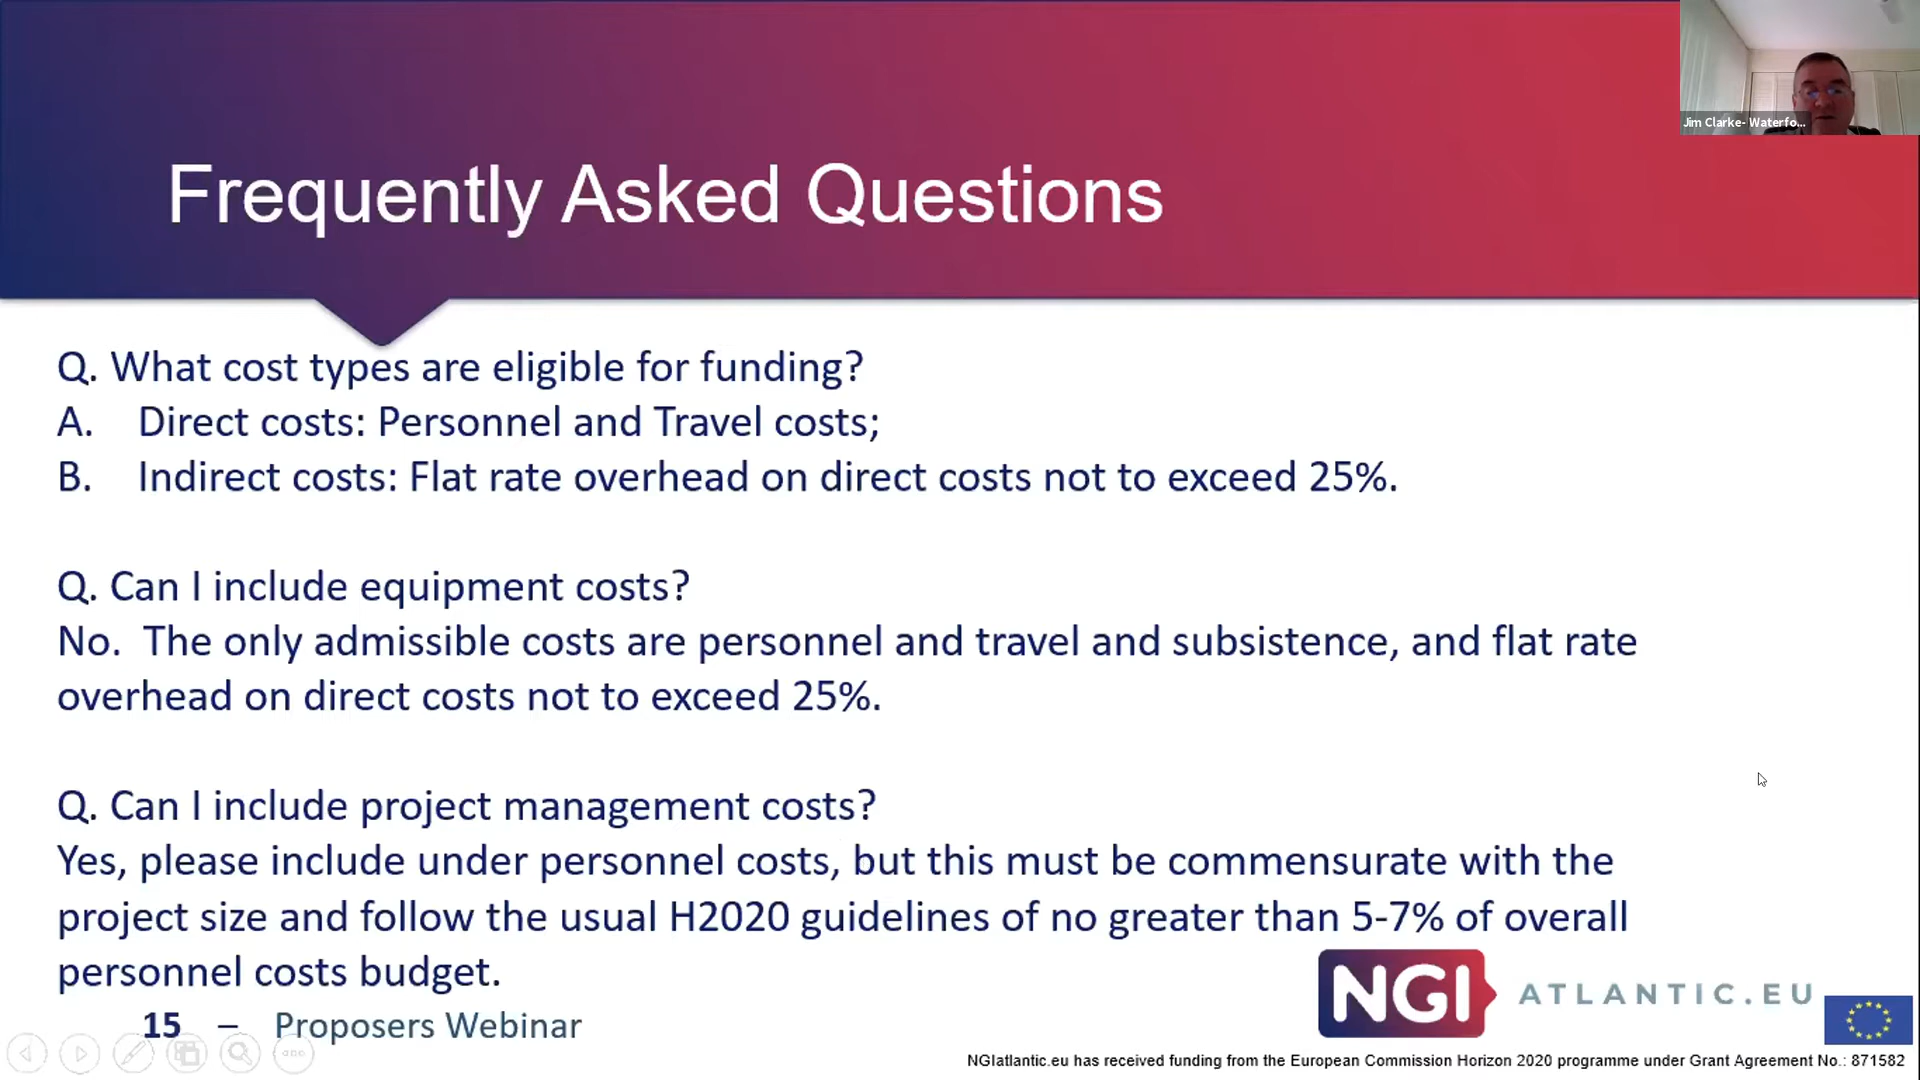 Jim Clarke- Waterfo...
Frequently Asked Questions
Q. What cost types are eligible for funding?
A. Direct costs: Personnel and Travel costs;
B. Indirect costs: Flat rate overhead on direct costs not to exceed 25%.
Q. Can I include equipment costs?
No. The only admissible costs are personnel and travel and subsistence, and flat rate
overhead on direct costs not to exceed 25%.
Q. Can I include project management costs?
Yes, please include under personnel costs, but this must be commensurate with the
project size and follow the usual H2020 guidelines of no greater than 5-7% of overall
personnel costs budget.
NGI ATLANTIC.EU
15 – Proposers Webinar
NGIatlantic.eu has received funding from the European Commission Horizon 2020 programme under Grant Agreement No.: 871582